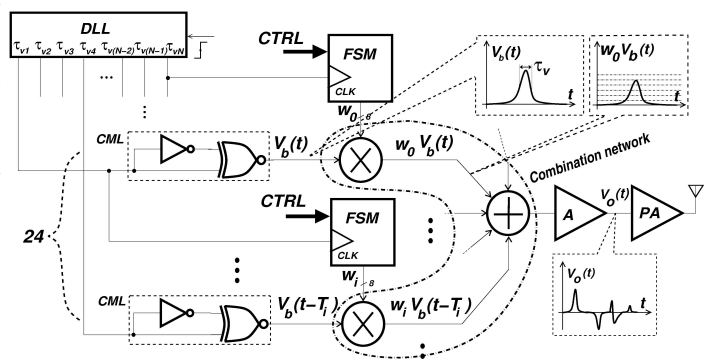 DLL
τv1 τv2 τv3 τv4 τv(N-2) τv(N-1) τvN
CTRL
FSM
CLK
w0 8
Vb(t)
τv
t
w0 Vb(t)
t
CML
Vb(t)
w0 Vb(t)
Combination network
24
CTRL
FSM
CLK
wi 8
A
Vo(t)
PA
CML
Vb(t−Ti)
wi Vb(t−Ti)
Vo(t)
t